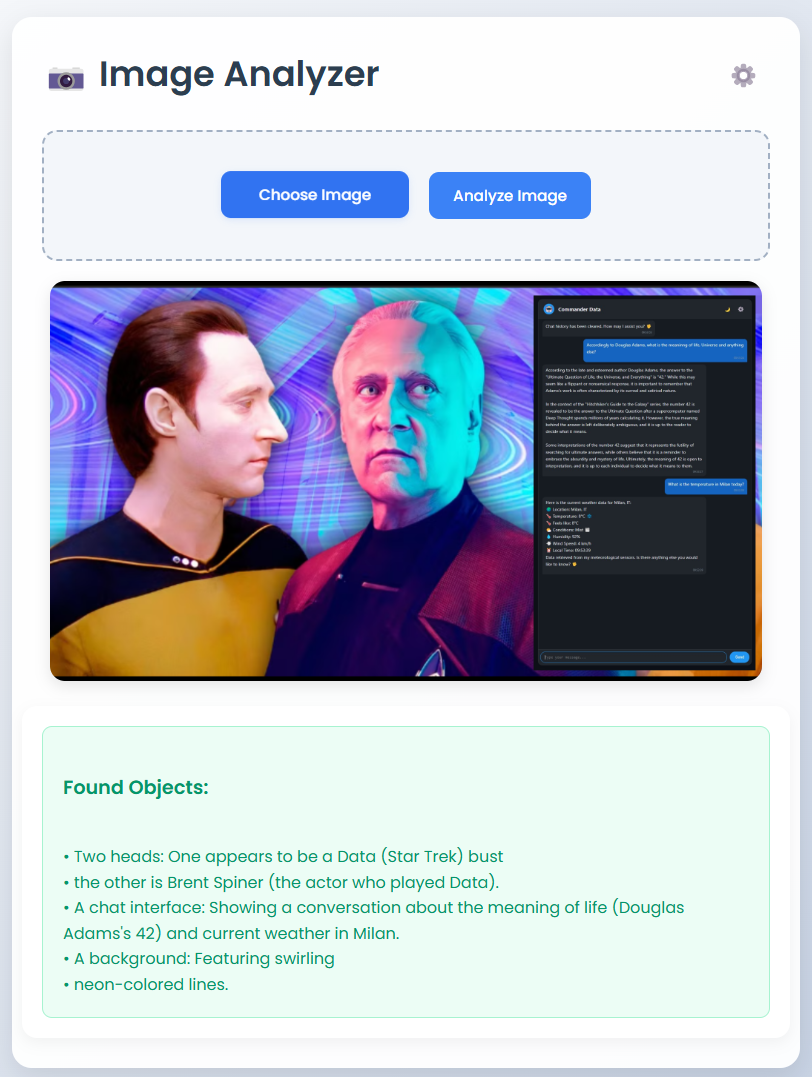 Image Analyzer
Choose Image
Analyze Image
Commander Data
Chat history has been cleared. How may I assist you?
Accordingly to Douglas Adams, what is the meaning of life, Universe and anything
else?
According to the late and esteemed author Douglas Adams, the answer to the
"Ultimate Question of Life, the Universe, and Everything" is "42." While this may
seem like a flippant or nonsensical response, it is important to remember that
Adams's work is often characterized by its surreal and satirical nature.
In the context of the "Hitchhiker's Guide to the Galaxy" series, the number 42 is
revealed to be the answer to the Ultimate Question after a supercomputer named
Deep Thought spends millions of years calculating it. However, the true meaning
behind the answer is left deliberately ambiguous, and it is up to the reader to
decide what it means.
Some interpretations of the number 42 suggest that it represents the futility of
searching for ultimate answers, while others believe that it is a reminder to
embrace the absurdity and mystery of life. Ultimately, the meaning of 42 is open to
interpretation, and it is up to each individual to decide what it means to them.
What is the temperature in Milan today?
Here is the current weather data for Milan, IT:
Location: Milan, IT
Temperature: 0°C
Feels like: 0°C
Conditions: Mist
Humidity: 92%
Wind Speed:
Local Time:
Data retrieved from my meteorological sensors. Is there anything else you would
like to know?
Type your message...
Send
Found Objects:
• Two heads: One appears to be a Data (Star Trek) bust
• the other is Brent Spiner (the actor who played Data).
• A chat interface: Showing a conversation about the meaning of life (Douglas
Adams's 42) and current weather in Milan.
• A background: Featuring swirling
• neon-colored lines.